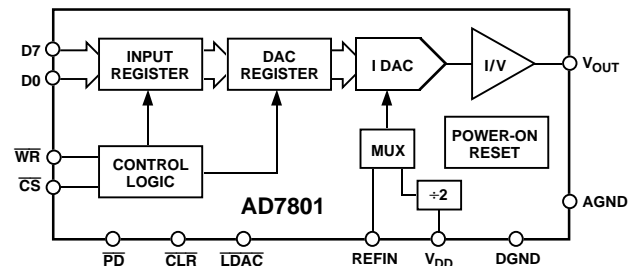 D7
D0
INPUT
REGISTER
DAC
REGISTER
I DAC
I/V
VOUT
WR
CS
CONTROL
LOGIC
MUX
÷2
POWER-ON
RESET
AD7801
AGND
PD
CLR
LDAC
REFIN
VDD
DGND